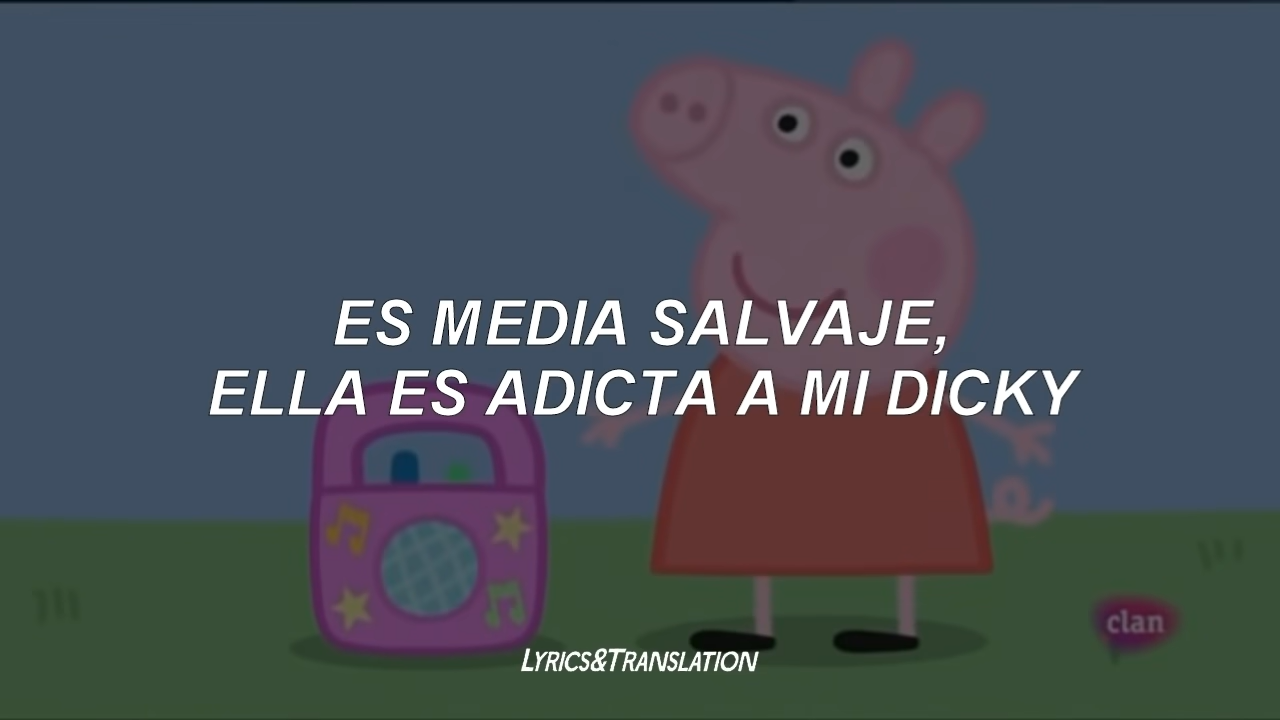 ES MEDIA SALVAJE,
ELLA ES ADICTA A MI DICKY
clan
LYRICS&TRANSLATION